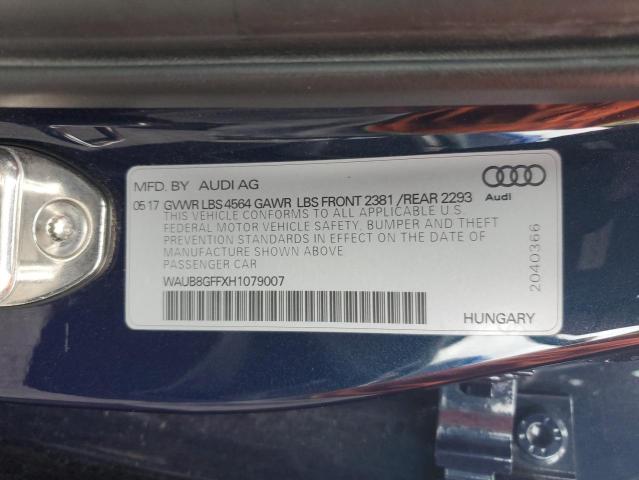 MFD. BY AUDI AG
05 17 GVWR LBS 4564 GAWR LBS FRONT 2381 /REAR 2293
THIS VEHICLE CONFORMS TO ALL APPLICABLE U.S.
FEDERAL MOTOR VEHICLE SAFETY, BUMPER AND THEFT
PREVENTION STANDARDS IN EFFECT ON THE DATE OF
MANUFACTURE SHOWN ABOVE
PASSENGER CAR
WAUB8GFFXH1079007
Audi
2040366
HUNGARY